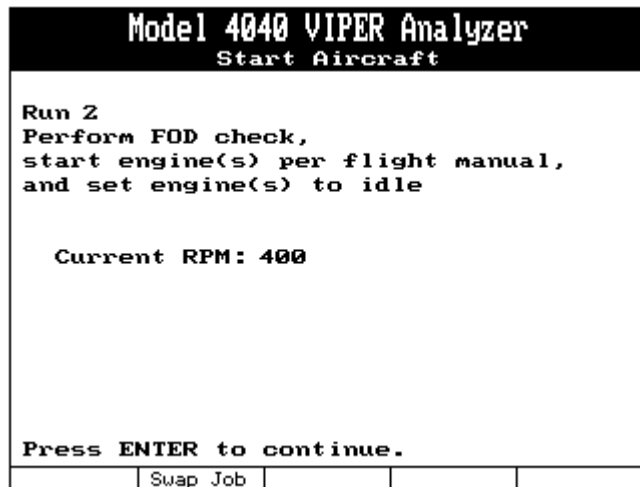 Model 4040 VIPER Analyzer
Start Aircraft
Run 2
Perform FOD check,
start engine(s) per flight manual,
and set engine(s) to idle
Current RPM: 400
Press ENTER to continue.
Swap Job